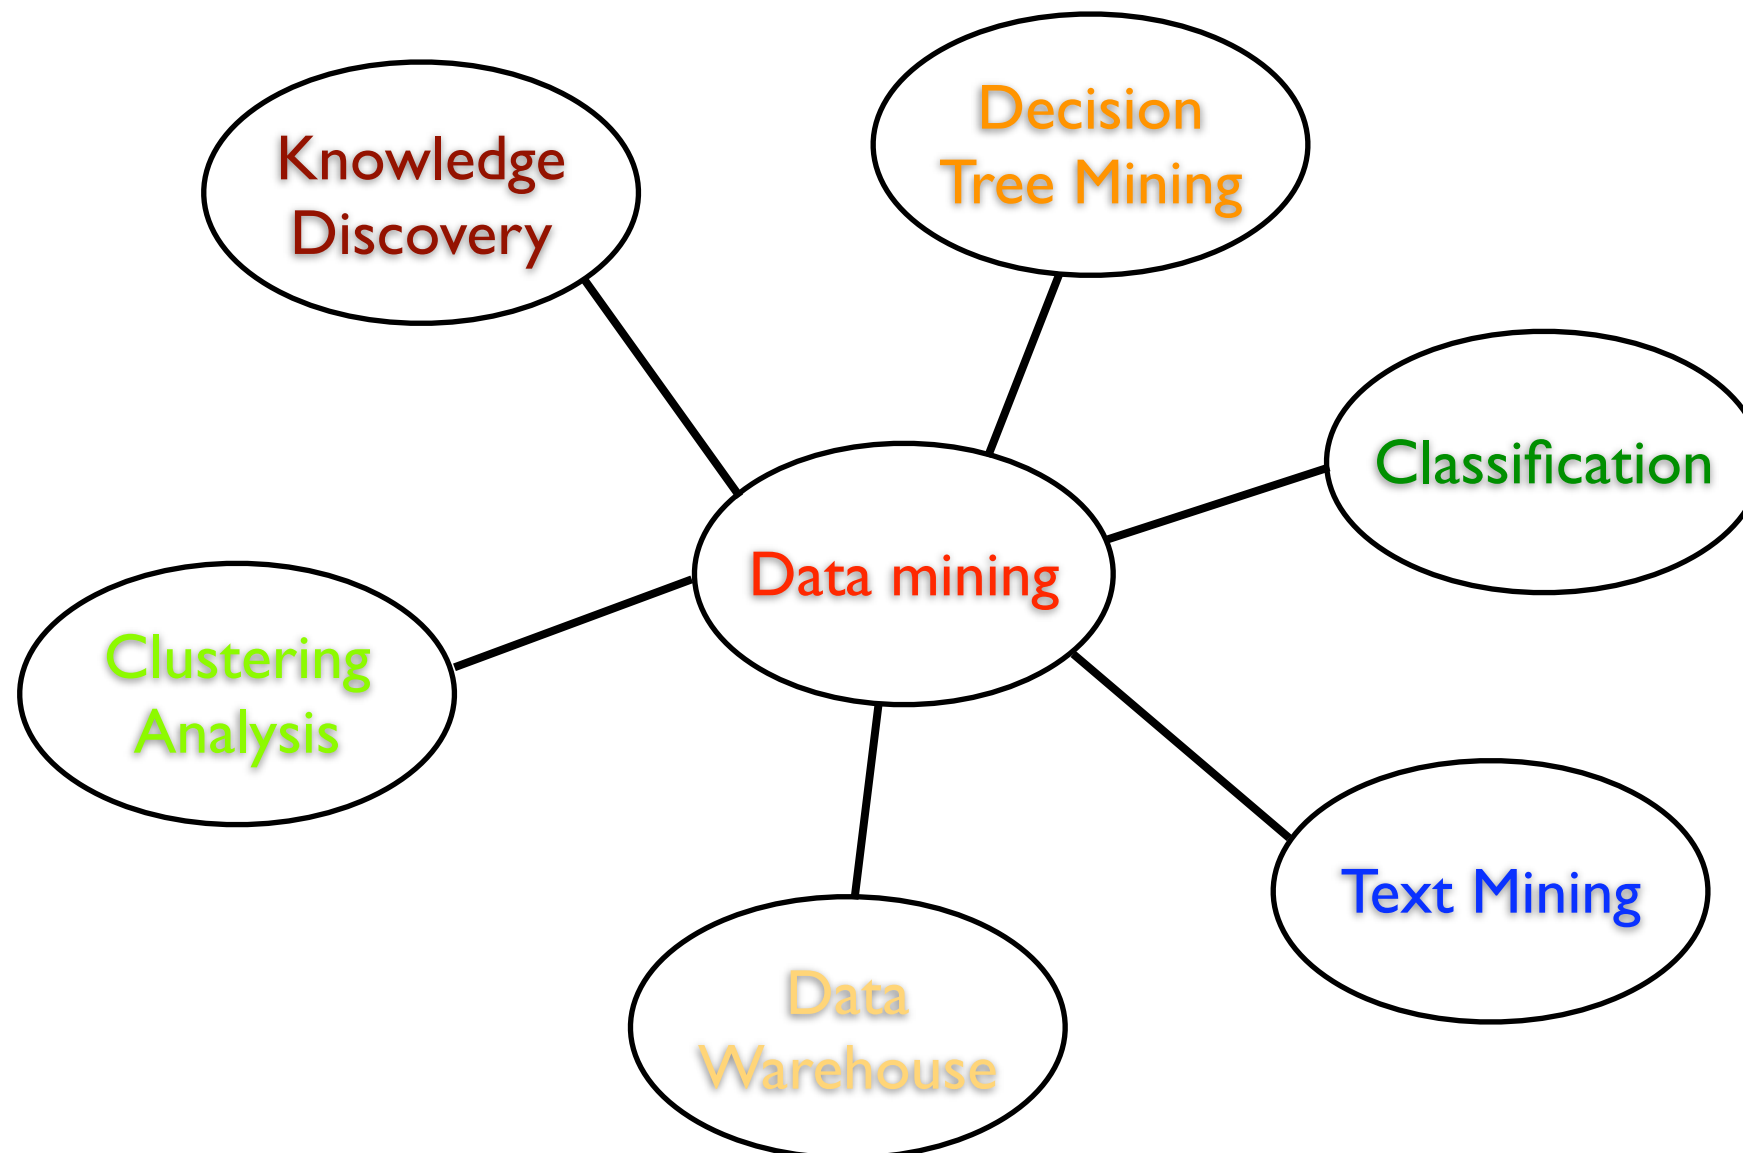 Decision
Tree Mining
Knowledge
Discovery
Classification
Data mining
Clustering
Analysis
Text Mining
Data
Warehouse